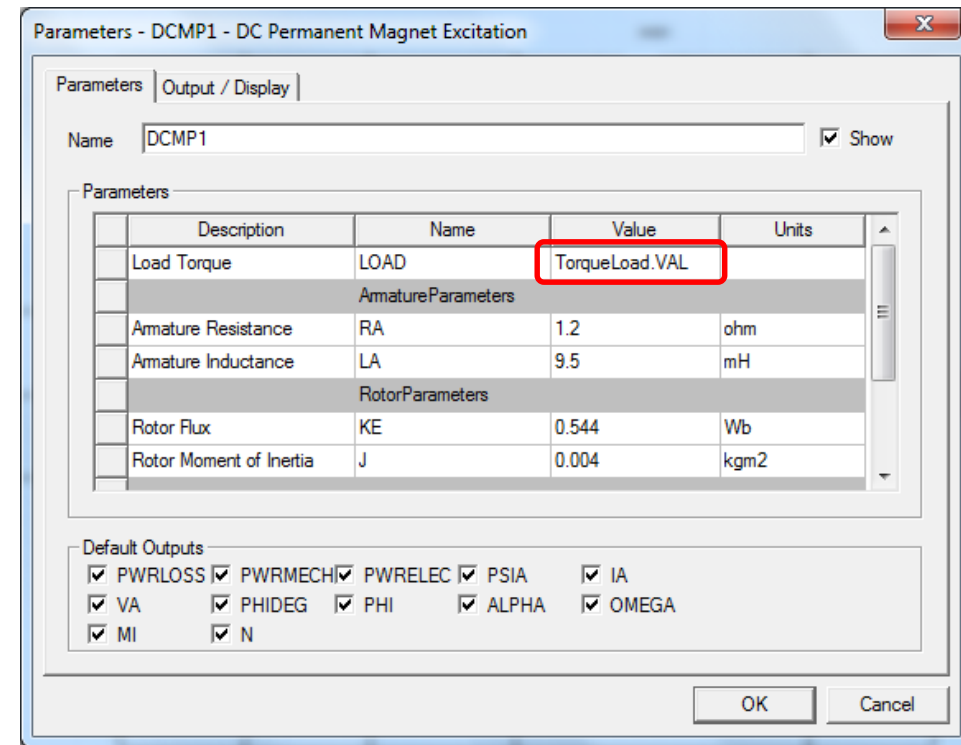 Parameters - DCMP1 - DC Permanent Magnet Excitation
Parameters Output / Display
Name DCMP1 Show
Parameters
Description Name Value Units
Load Torque LOAD TorqueLoad.VAL
ArmatureParameters
Armature Resistance RA 1.2 ohm
Armature Inductance LA 9.5 mH
RotorParameters
Rotor Flux KE 0.544 Wb
Rotor Moment of Inertia J 0.004 kgm2
Default Outputs
PWRLOSS PWRMECH PWRELEC PSIA IA
VA PHIDEG PHI ALPHA OMEGA
MI N
OK Cancel